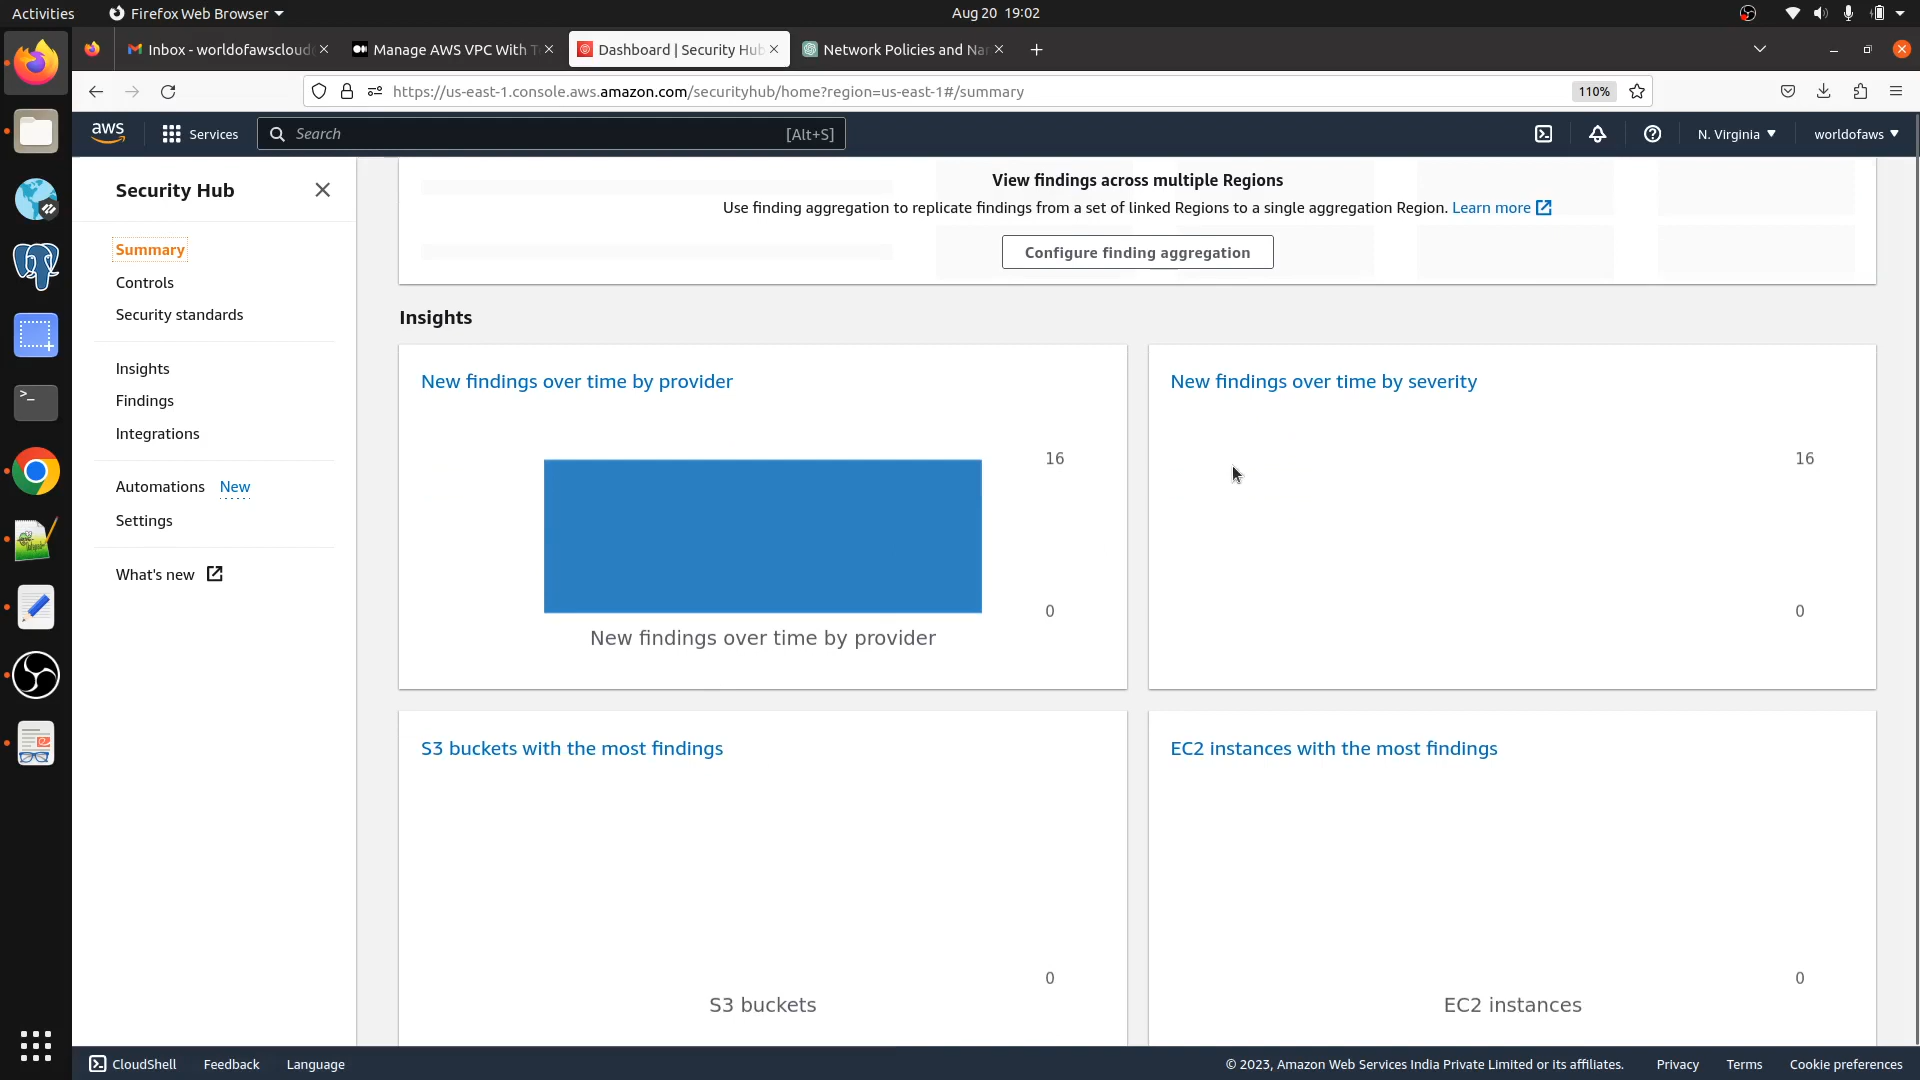 Activities
Firefox Web Browser
Aug 20 19:02
Inbox - worldofawscloud
Manage AWS VPC With T
Dashboard | Security Hub
Network Policies and Na
https://us-east-1.console.aws.amazon.com/securityhub/home?region=us-east-1#/summary
110%
aws
Services
Search
[Alt+S]
N. Virginia
worldofaws
Security Hub
Summary
Controls
Security standards
Insights
Findings
Integrations
Automations New
Settings
What's new
View findings across multiple Regions
Use finding aggregation to replicate findings from a set of linked Regions to a single aggregation Region. Learn more
Configure finding aggregation
Insights
New findings over time by provider
16
0
New findings over time by provider
New findings over time by severity
16
0
S3 buckets with the most findings
0
S3 buckets
EC2 instances with the most findings
0
EC2 instances
CloudShell
Feedback
Language
© 2023, Amazon Web Services India Private Limited or its affiliates.
Privacy
Terms
Cookie preferences